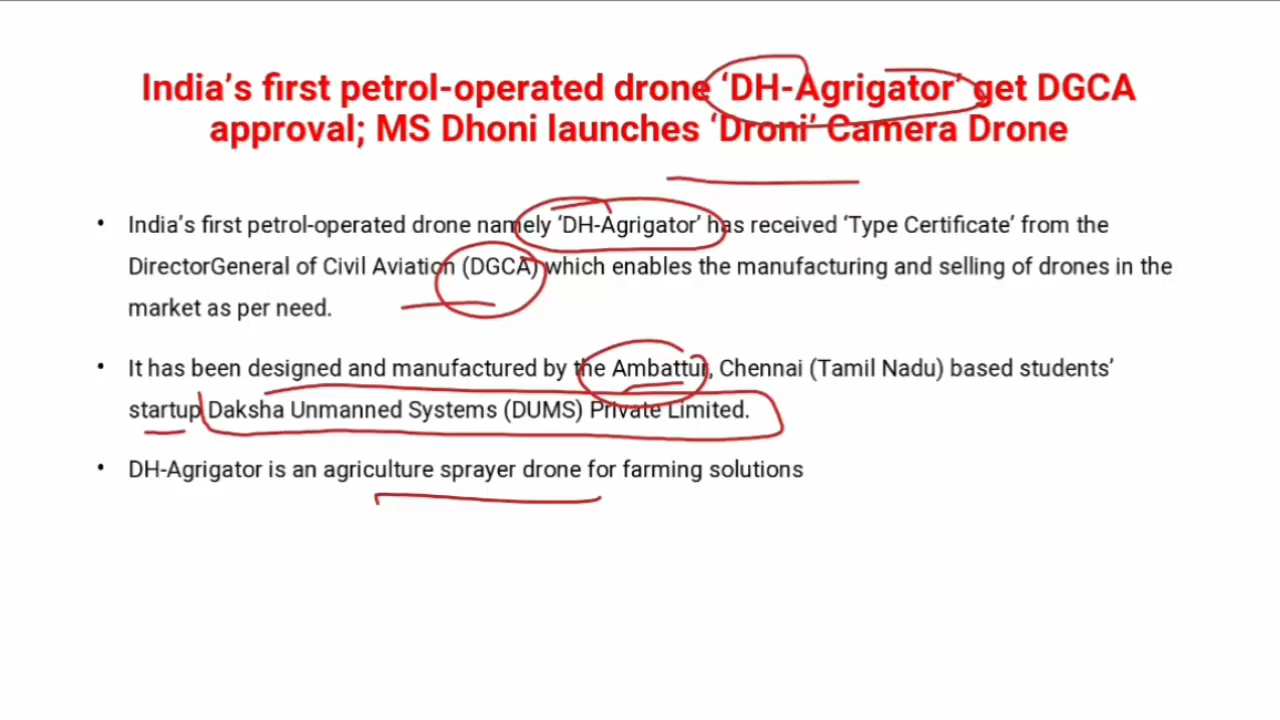 India’s first petrol-operated drone ‘DH-Agrigator’ get DGCA
approval; MS Dhoni launches ‘Droni’ Camera Drone
• India’s first petrol-operated drone namely ‘DH-Agrigator’ has received ‘Type Certificate’ from the
DirectorGeneral of Civil Aviation (DGCA) which enables the manufacturing and selling of drones in the
market as per need.
• It has been designed and manufactured by the Ambattur, Chennai (Tamil Nadu) based students’
startup Daksha Unmanned Systems (DUMS) Private Limited.
• DH-Agrigator is an agriculture sprayer drone for farming solutions